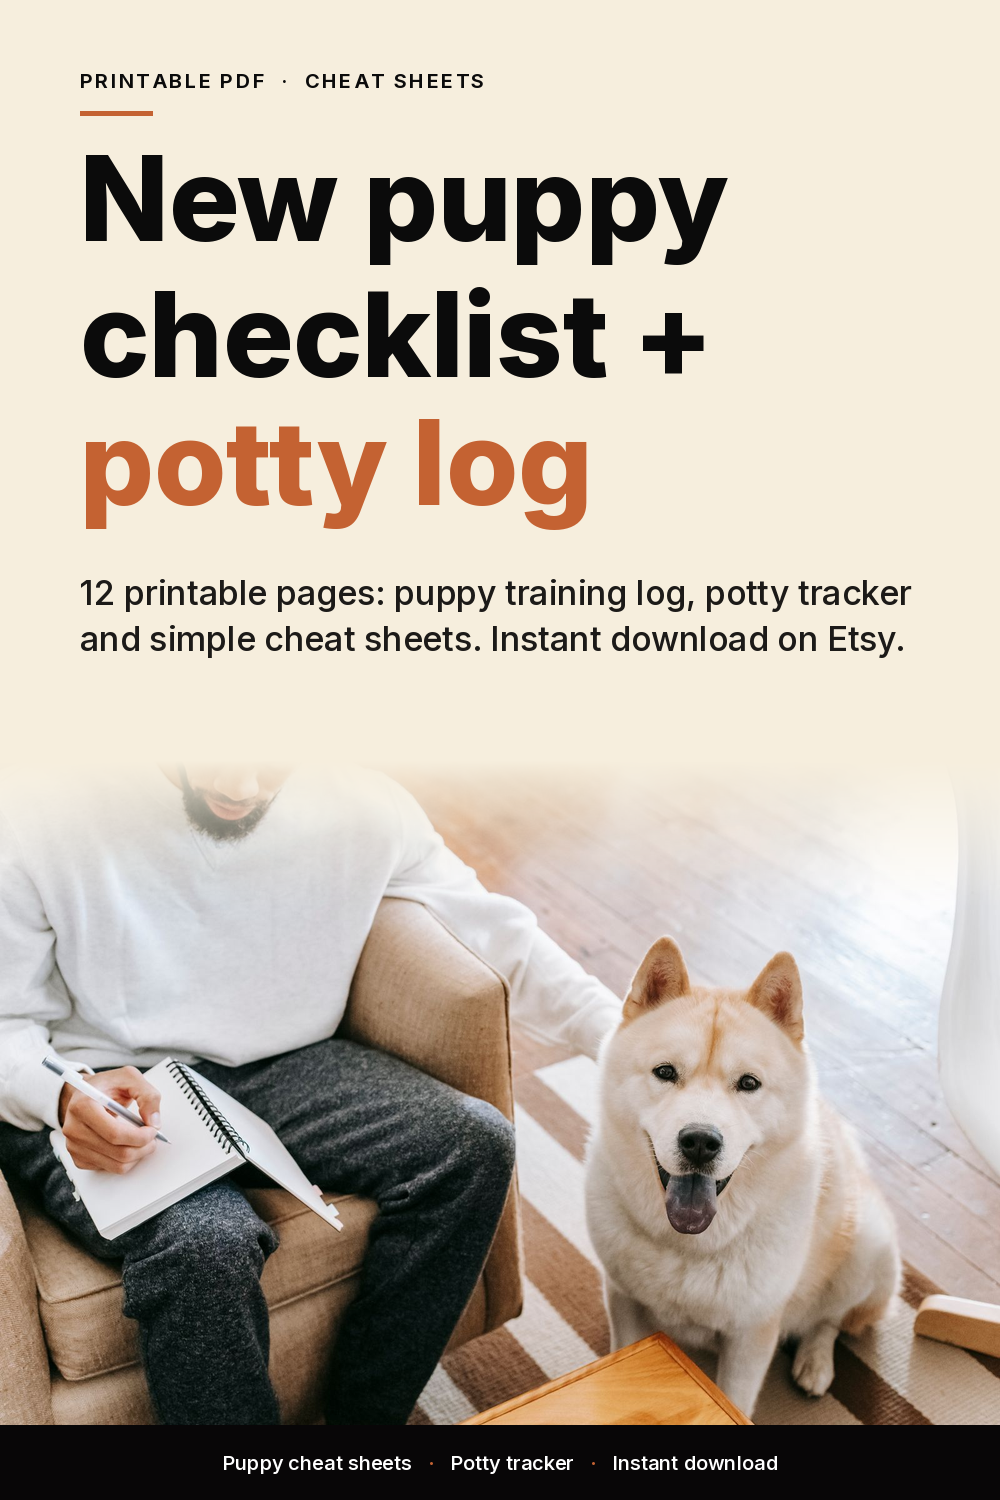 PRINTABLE PDF · CHEAT SHEETS
New puppy
checklist +
potty log
12 printable pages: puppy training log, potty tracker
and simple cheat sheets. Instant download on Etsy.
Puppy cheat sheets · Potty tracker · Instant download